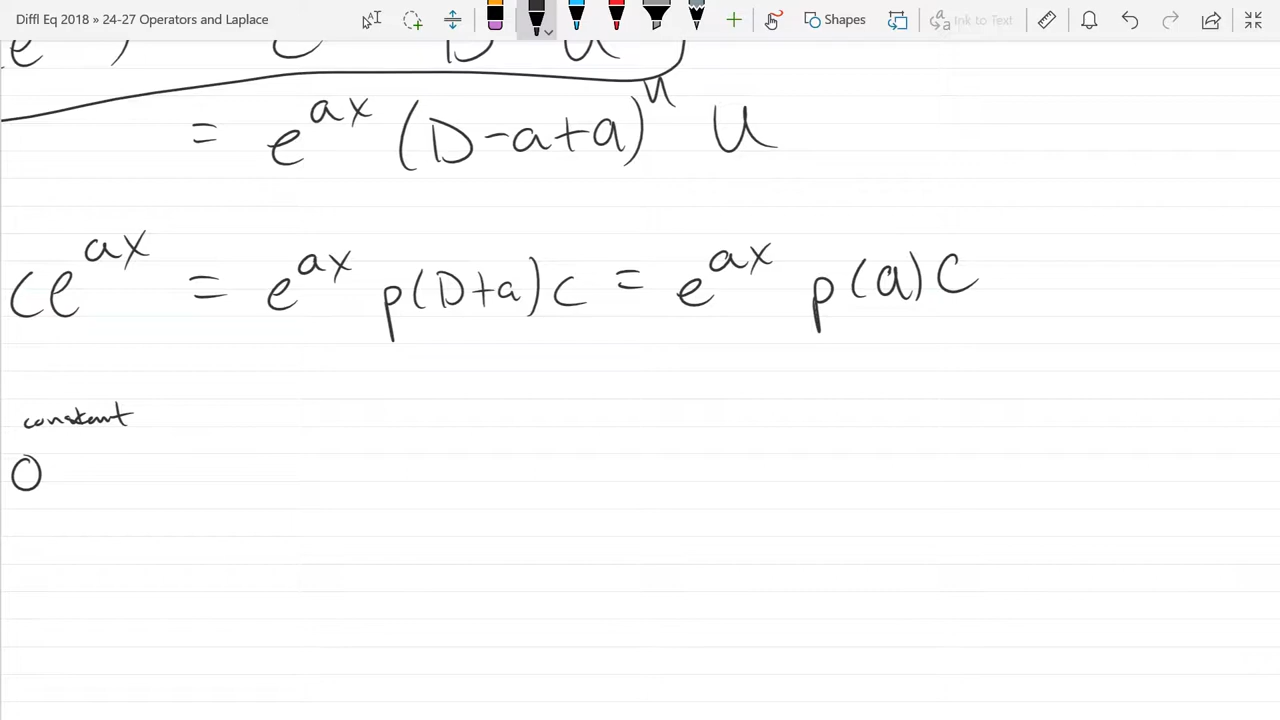 Diffl Eq 2018 » 24-27 Operators and Laplace
Shapes
Ink to Text
= e^{ax} (D-a+a)^n u
ce^{ax} = e^{ax} p(D+a)c = e^{ax} p(a)c
constant
0